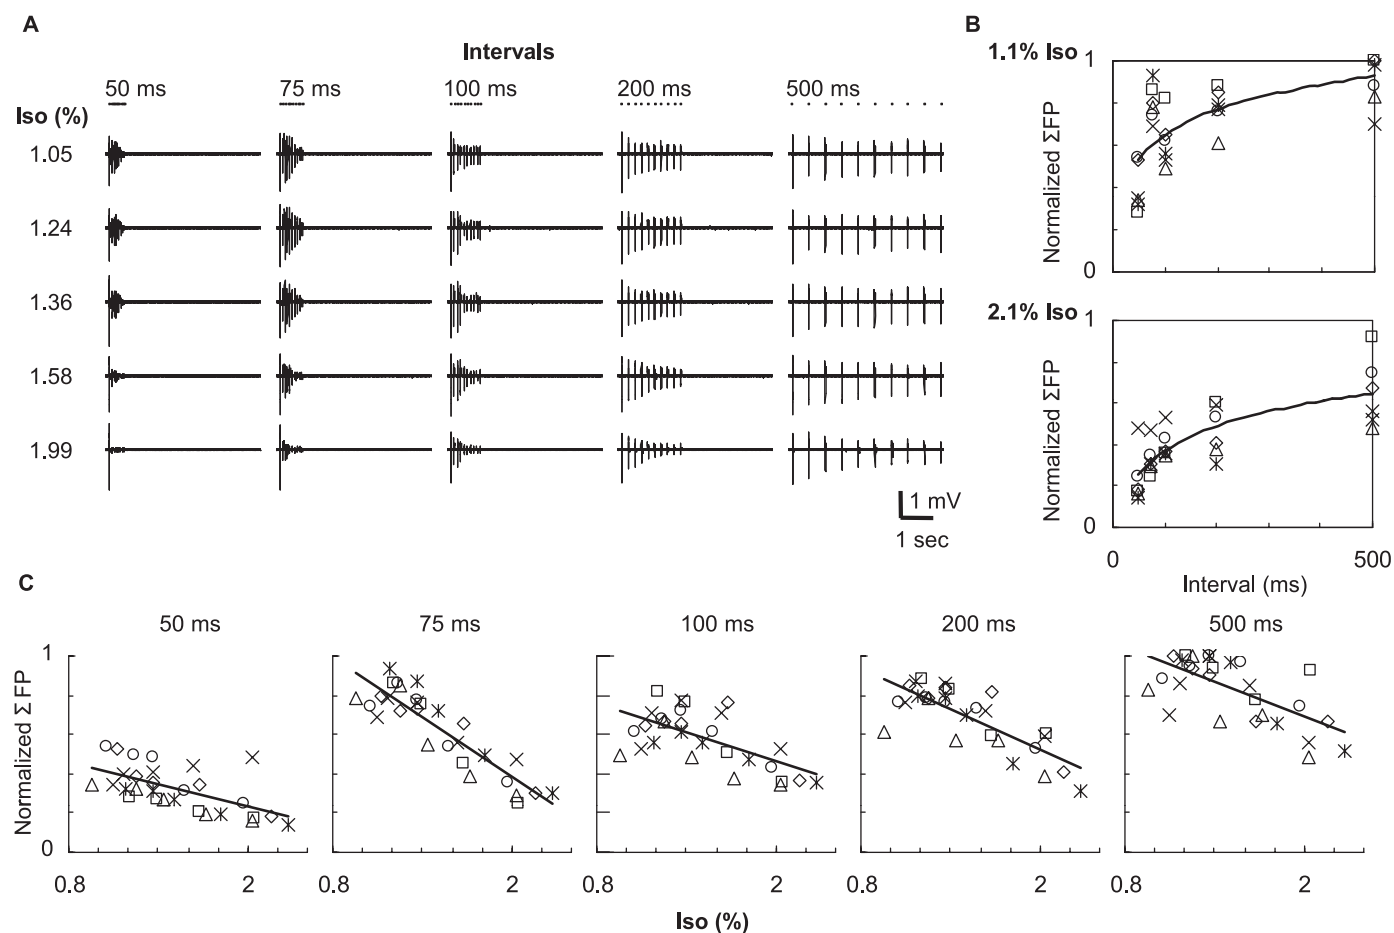 A
Intervals
50 ms 75 ms 100 ms 200 ms 500 ms
Iso (%)
1.05
1.24
1.36
1.58
1.99
1 mV
1 sec
B
1.1% Iso
1
Normalized ΣFP
0
2.1% Iso
1
Normalized ΣFP
0
0 500
Interval (ms)
C
50 ms 75 ms 100 ms 200 ms 500 ms
1
Normalized Σ FP
0
0.8 2 0.8 2 0.8 2 0.8 2 0.8 2
Iso (%)